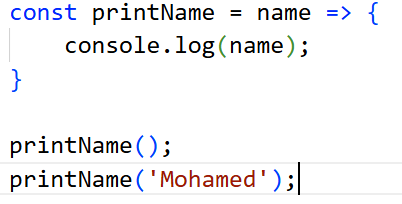 const printName = name => {
    console.log(name);
}

printName();
printName('Mohamed');